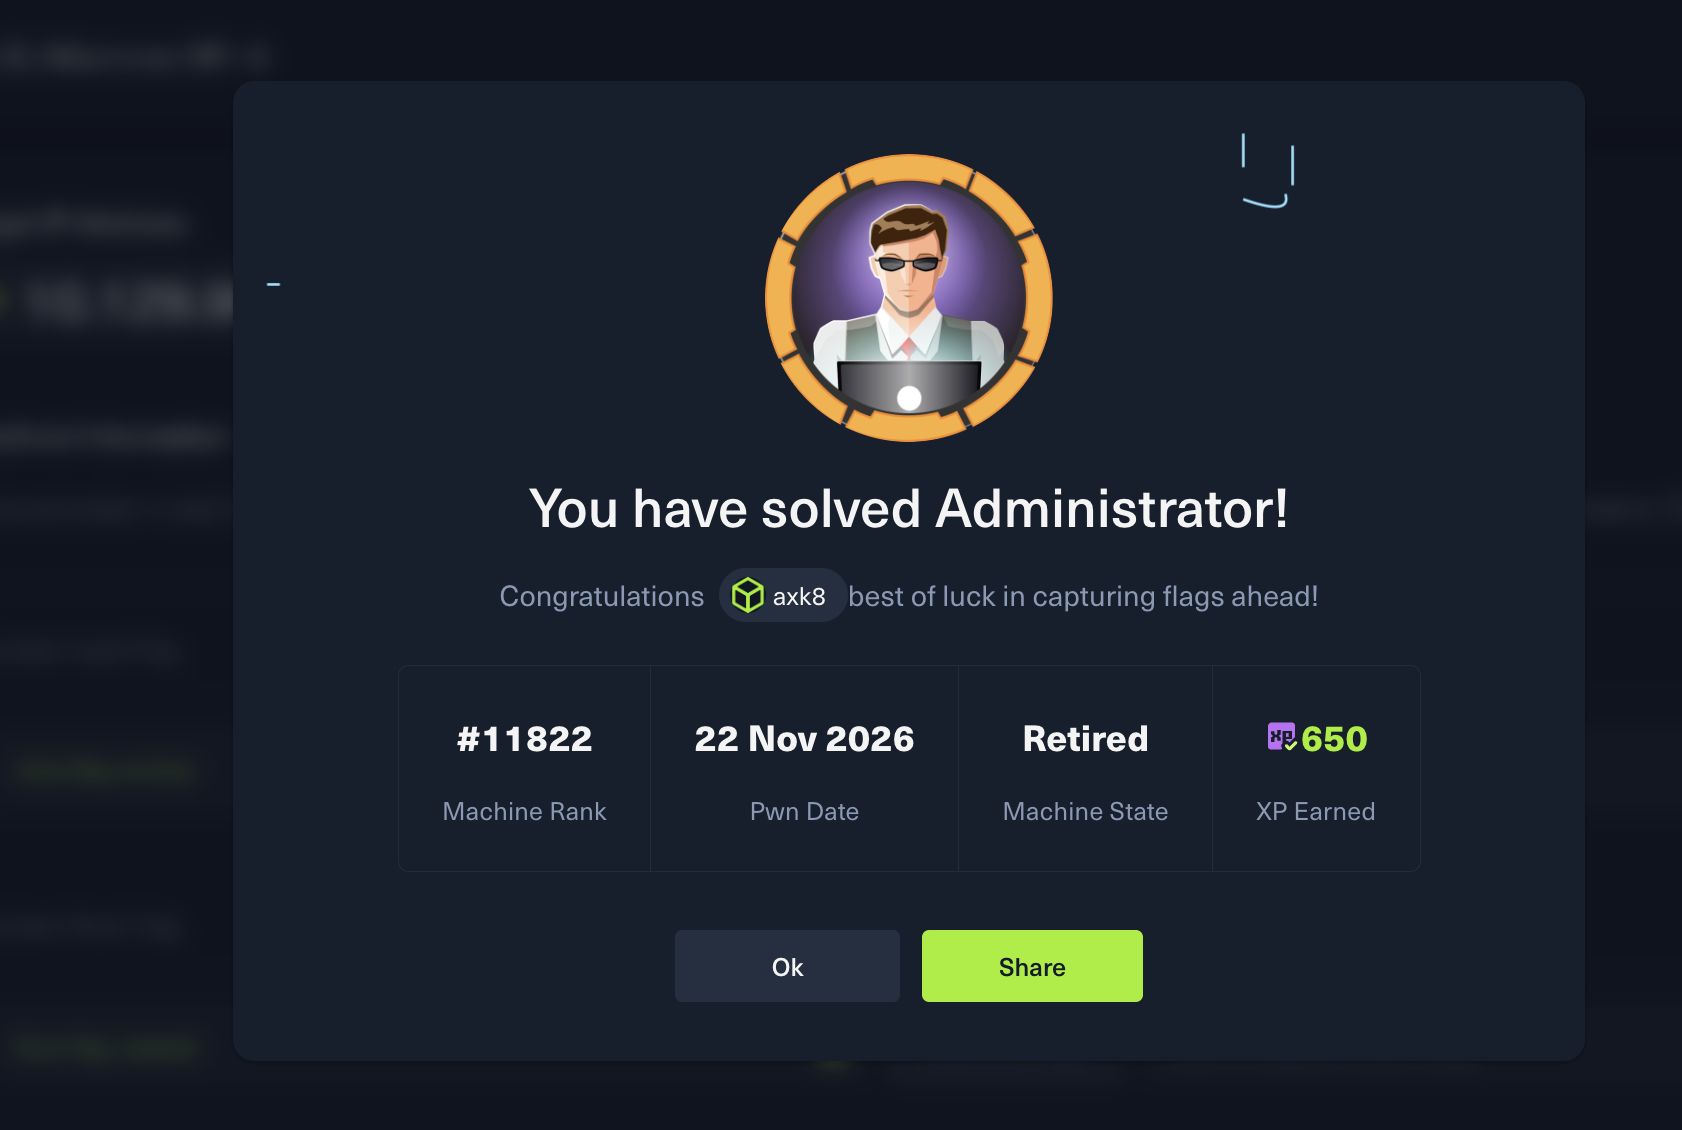 You have solved Administrator!
Congratulations axk8 best of luck in capturing flags ahead!
#11822
Machine Rank
22 Nov 2026
Pwn Date
Retired
Machine State
XP 650
XP Earned
Ok
Share